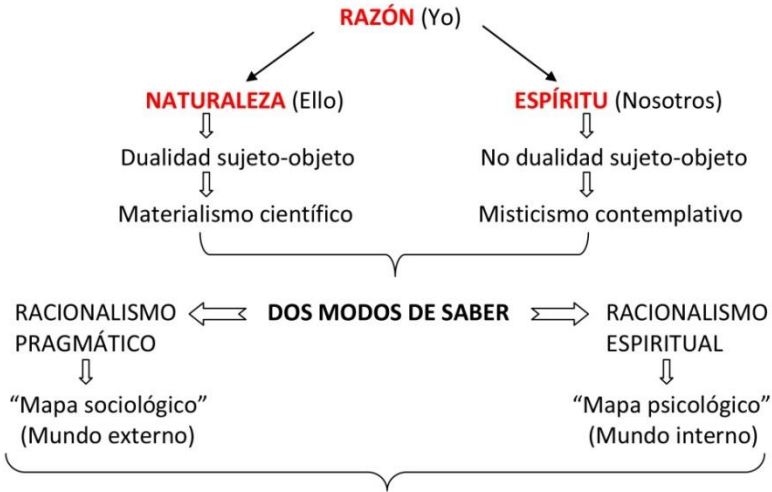 RAZÓN (Yo)
NATURALEZA (Ello)
ESPÍRITU (Nosotros)
Dualidad sujeto-objeto
No dualidad sujeto-objeto
Materialismo científico
Misticismo contemplativo
DOS MODOS DE SABER
RACIONALISMO
PRAGMÁTICO
RACIONALISMO
ESPIRITUAL
“Mapa sociológico”
(Mundo externo)
“Mapa psicológico”
(Mundo interno)